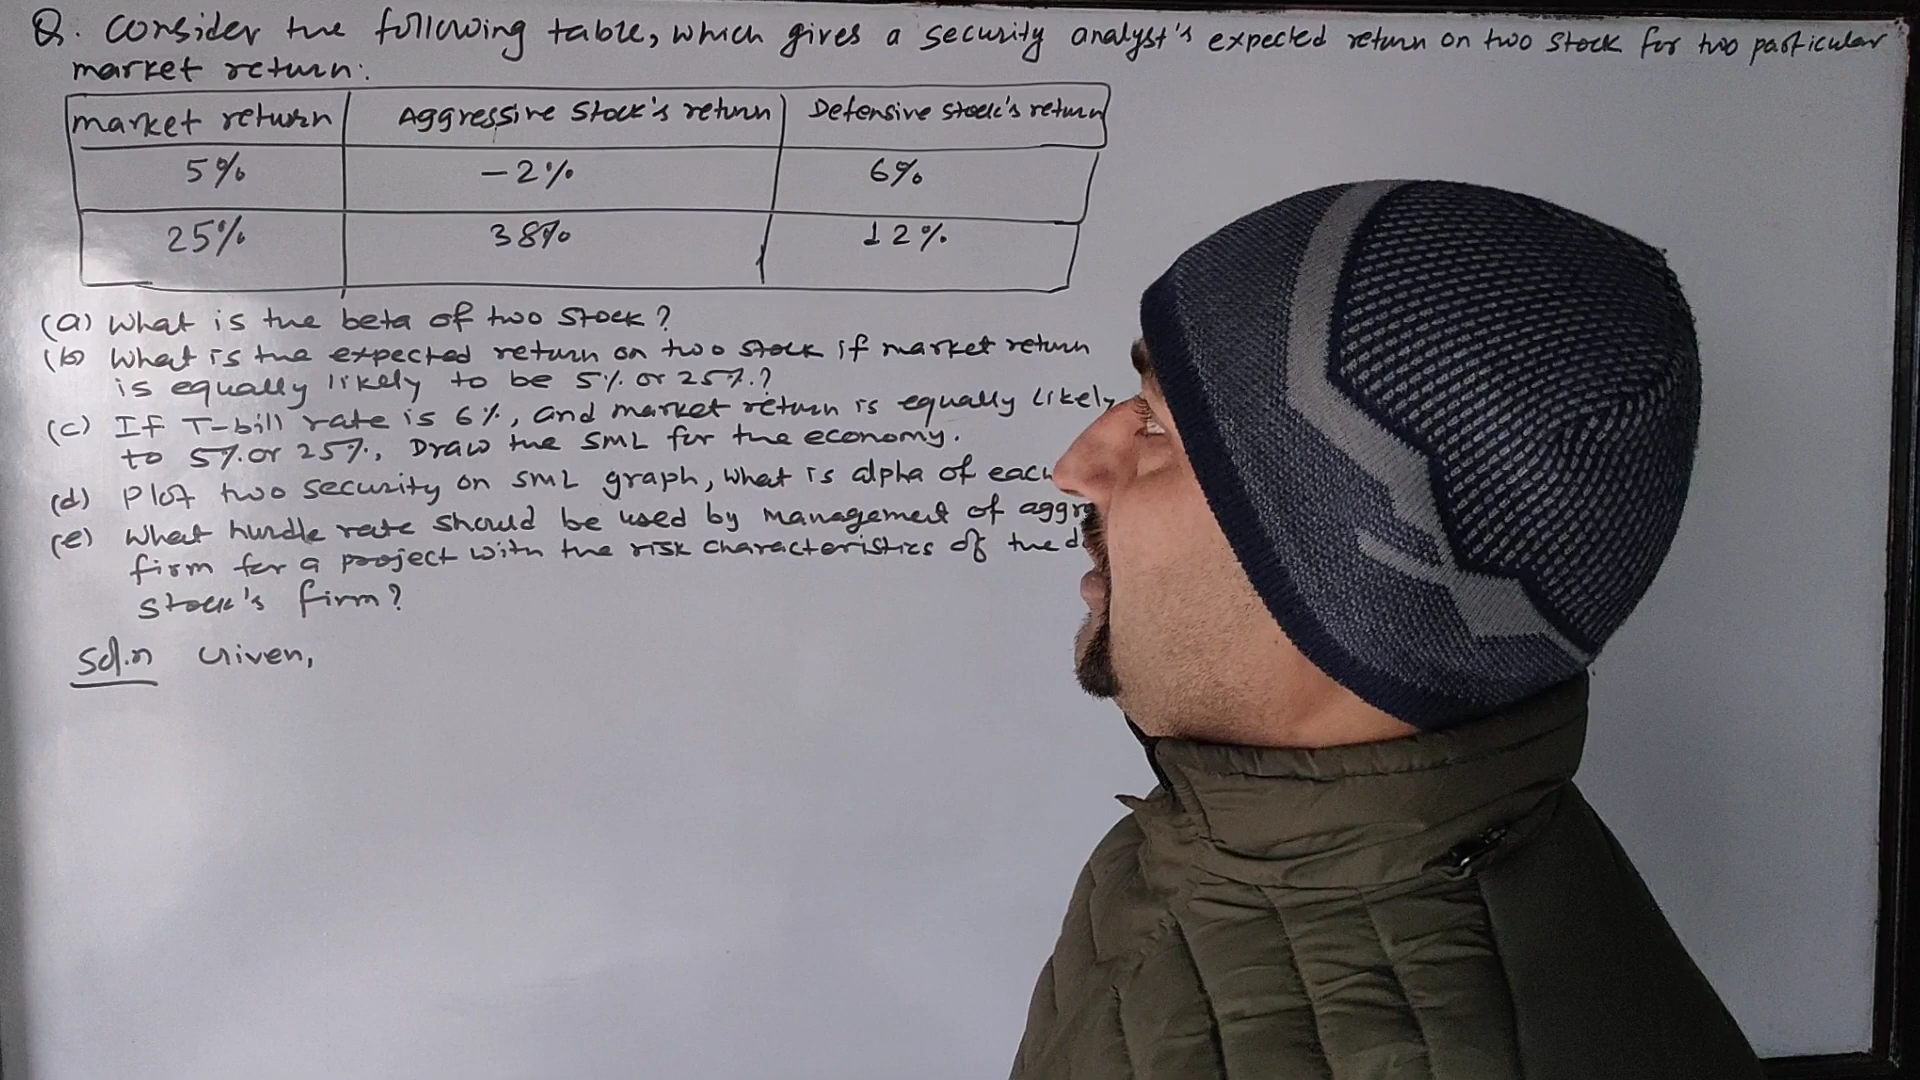 Q. Consider the following table, which gives a security analyst's expected return on two stock for two particular
market return:
market return Aggressive Stock's return Defensive stock's return
5% -2% 6%
25% 38% 12%
(a) What is the beta of two stock?
(b) What is the expected return on two stock if market return
is equally likely to be 5% or 25%?
(c) If T-bill rate is 6%, and market return is equally likely
to 5% or 25%, Draw the SML for the economy.
(d) Plot two security on SML graph, what is alpha of each
(e) What hurdle rate should be used by management of
firm for a project with the risk characteristics of the
stock's firm?
Sol.n Given,